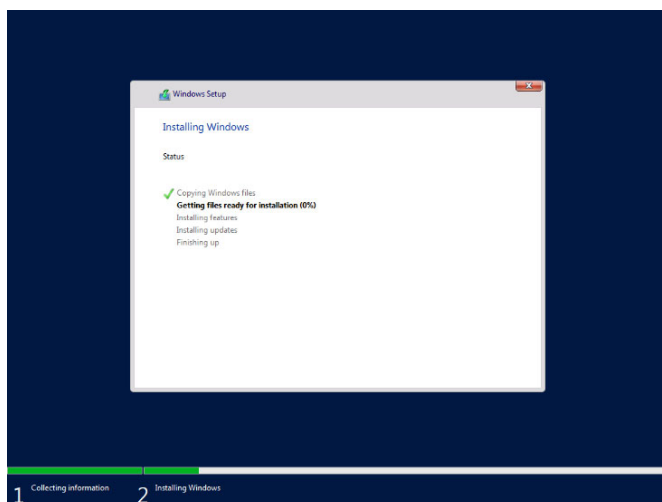 Windows Setup
Installing Windows
Status
Copying Windows files
Getting files ready for installation (0%)
Installing features
Installing updates
Finishing up
1 Collecting information
2 Installing Windows